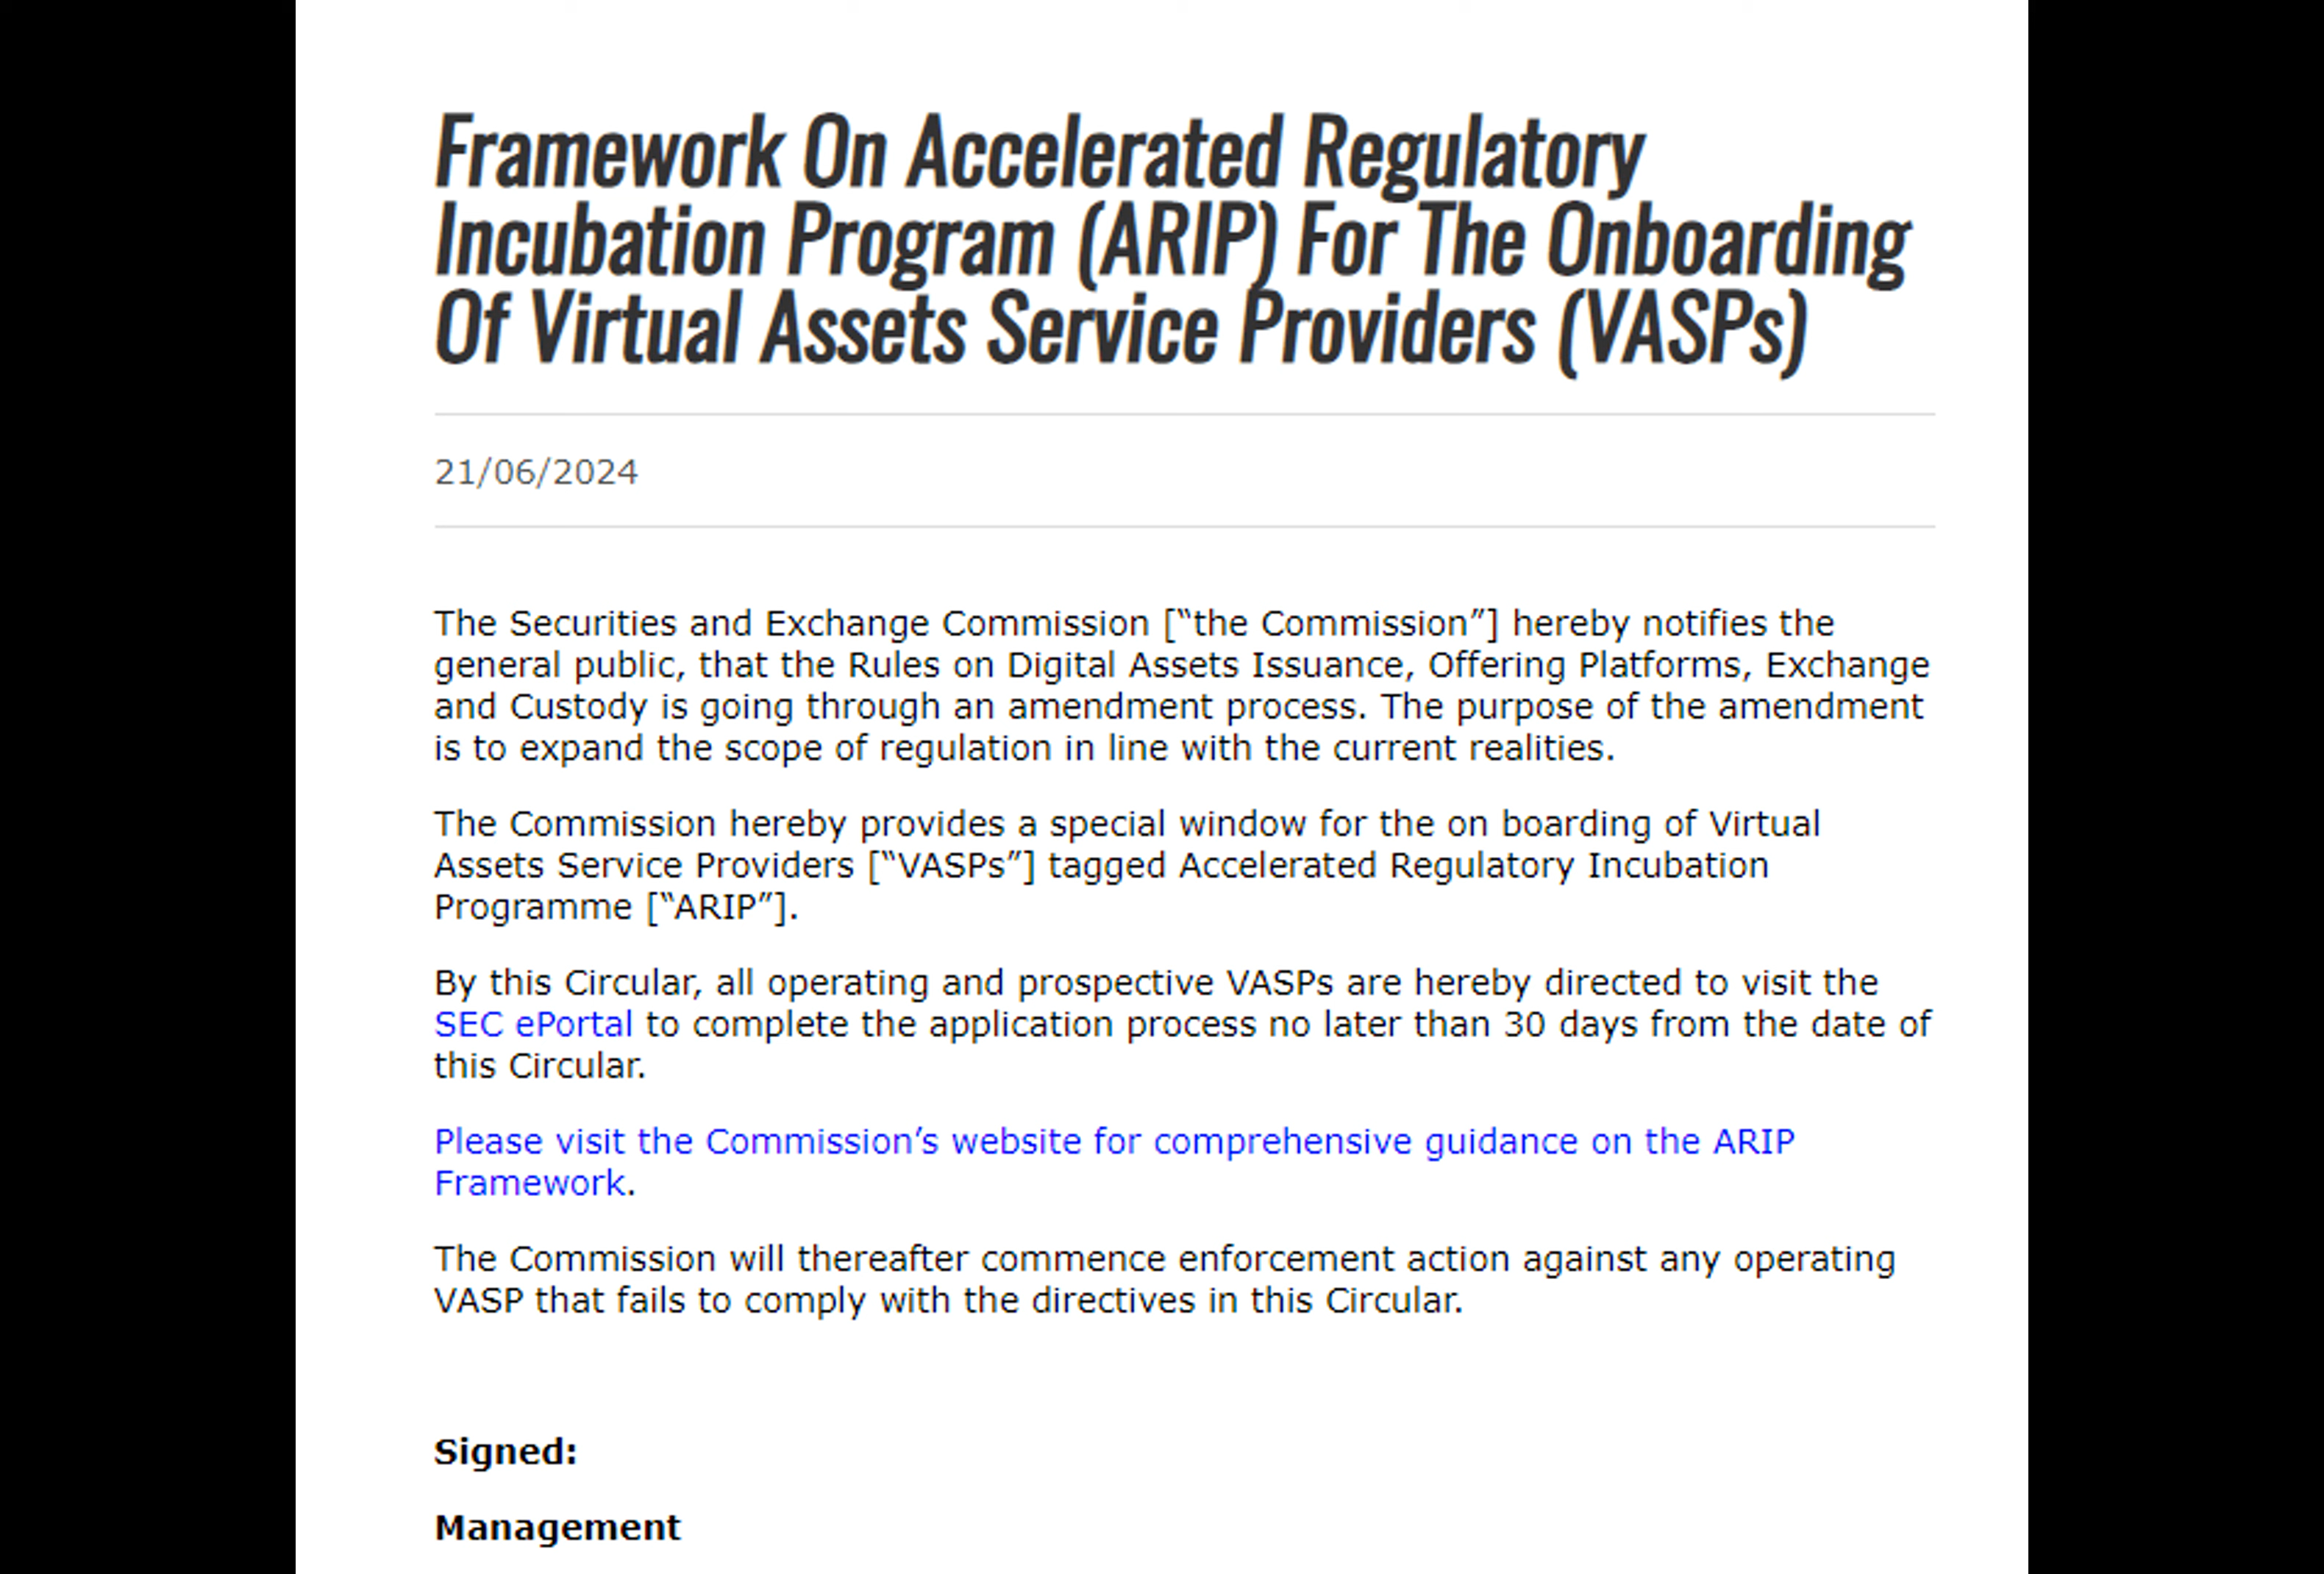 Framework On Accelerated Regulatory
Incubation Program (ARIP) For The Onboarding
Of Virtual Assets Service Providers (VASPs)
21/06/2024
The Securities and Exchange Commission [“the Commission”] hereby notifies the
general public, that the Rules on Digital Assets Issuance, Offering Platforms, Exchange
and Custody is going through an amendment process. The purpose of the amendment
is to expand the scope of regulation in line with the current realities.
The Commission hereby provides a special window for the on boarding of Virtual
Assets Service Providers [“VASPs”] tagged Accelerated Regulatory Incubation
Programme [“ARIP”].
By this Circular, all operating and prospective VASPs are hereby directed to visit the
SEC ePortal to complete the application process no later than 30 days from the date of
this Circular.
Please visit the Commission’s website for comprehensive guidance on the ARIP
Framework.
The Commission will thereafter commence enforcement action against any operating
VASP that fails to comply with the directives in this Circular.
Signed:
Management